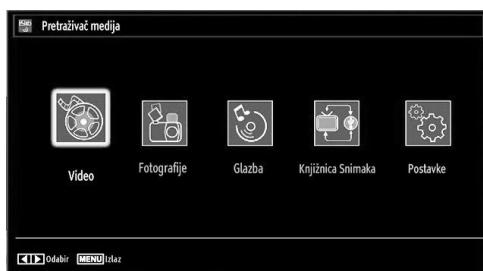 Pretraživač medija
Video Fotografije Glazba Knjižnica Snimaka Postavke
Odabir MENU Izlaz